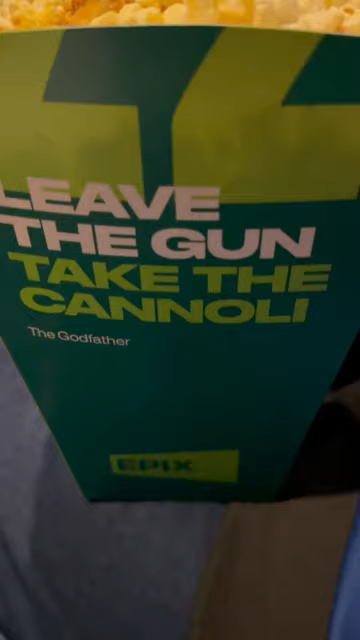 LEAVE
THE GUN
TAKE THE
CANNOLI
The Godfather
EPIX